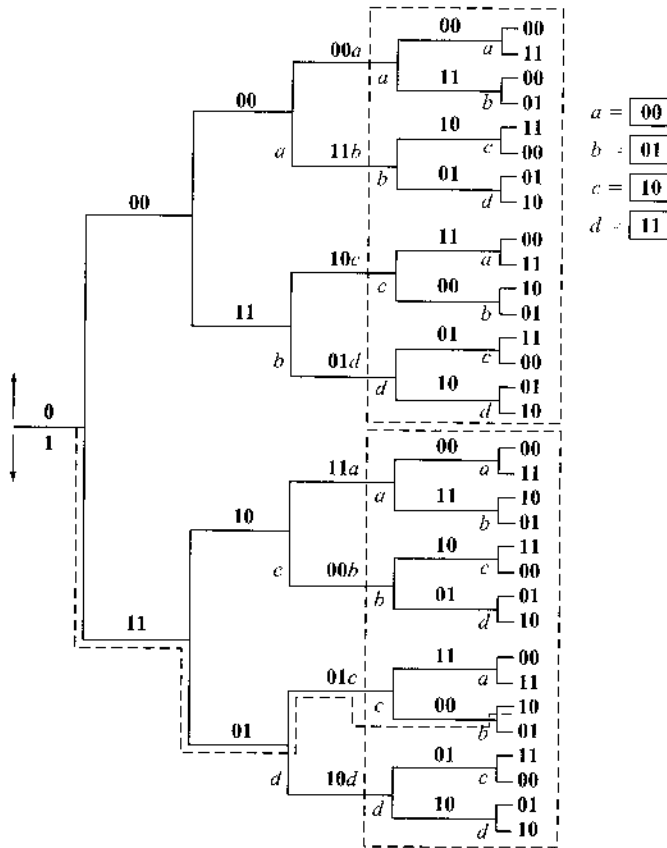 00 00
00a a 11
a 11 00
00 b 01
a = 00
10 11
a 11b c 00
b = 01
b 01 01
c = 10
d 10
00
d = 11
11 00
10c a 11
c 00 10
11 b 01
01 11
b 01d c 00
d 10 01
0 d 10
1
00 00
11a a 11
a 11 10
10 b 01
10 11
c 00b c 00
b 01 01
11 d 10
11 00
01c a 11
c 00 10
01 b 01
01 11
d 10d c 00
d 10 01
d 10